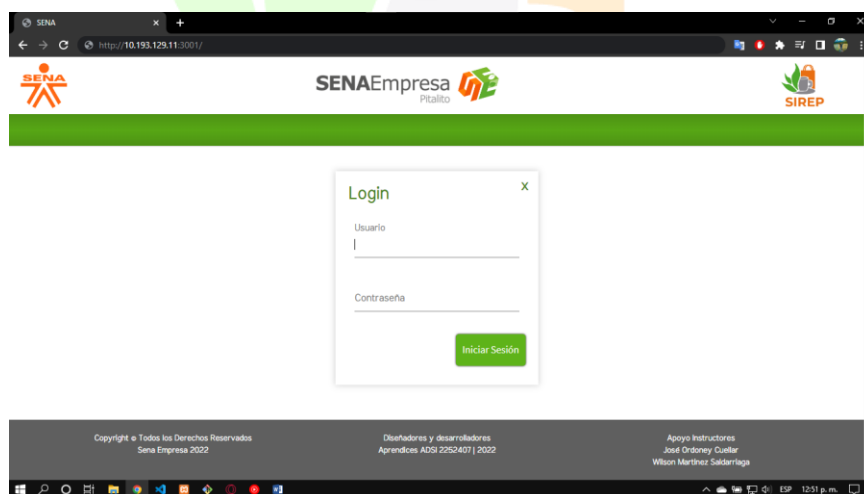 SENA
http://10.193.129.11:3001/
SENA
SENAEmpresa
Pitalito
SIREP
Login
X
Usuario
Contraseña
Iniciar Sesión
Copyright © Todos los Derechos Reservados
Sena Empresa 2022
Diseñadores y desarrolladores
Aprendices ADSI 2252407 | 2022
Apoyo Instructores
José Ordoney Cuellar
Wilson Martínez Saldarriaga
ESP 12:51 p. m.